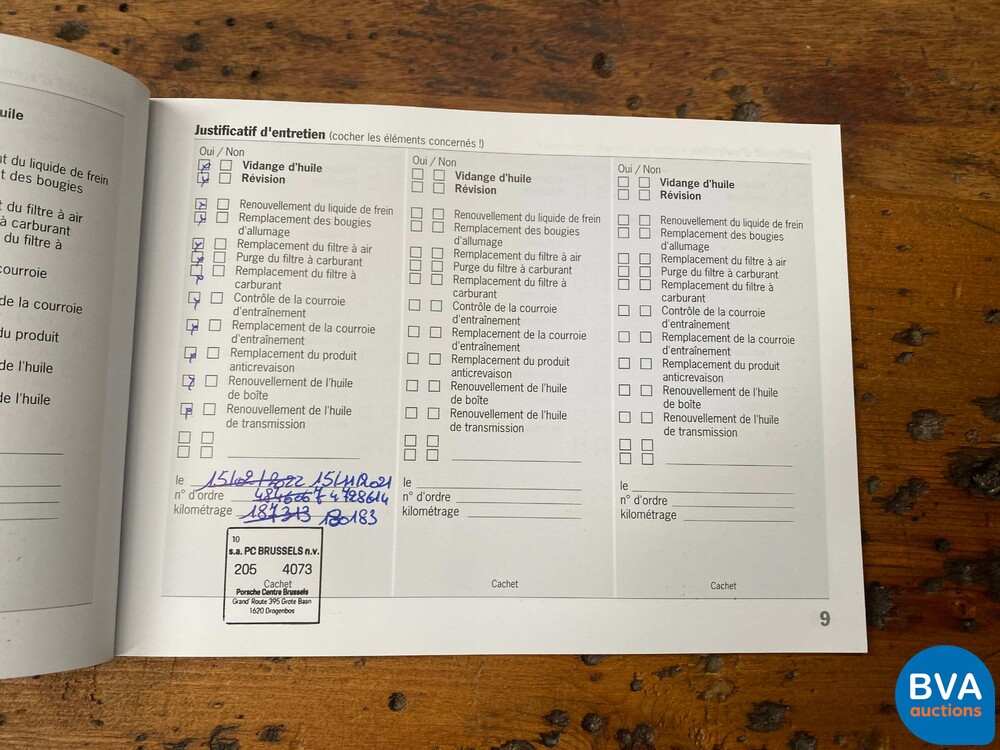 uile
ut du liquide de frein
t des bougies
t du filtre à air
à carburant
du filtre à
courroie
de la courroie
du produit
de l'huile
de l'huile
Justificatif d'entretien (cocher les éléments concernés !)
Oui / Non
Vidange d'huile
Révision
Renouvellement du liquide de frein
Remplacement des bougies
d'allumage
Remplacement du filtre à air
Purge du filtre à carburant
Remplacement du filtre à
carburant
Contrôle de la courroie
d'entraînement
Remplacement de la courroie
d'entraînement
Remplacement du produit
anticrevaison
Renouvellement de l'huile
de boîte
Renouvellement de l'huile
de transmission
le 15/02/2022 15/11/2021
n° d'ordre 4728614
kilométrage 187313 180183
10
s.a. PC BRUSSELS n.v.
205 4073
Cachet
Porsche Centre Brussels
Grand' Route 395 Grote Baan
1620 Drogenbos
Oui / Non
Vidange d'huile
Révision
Renouvellement du liquide de frein
Remplacement des bougies
d'allumage
Remplacement du filtre à air
Purge du filtre à carburant
Remplacement du filtre à
carburant
Contrôle de la courroie
d'entraînement
Remplacement de la courroie
d'entraînement
Remplacement du produit
anticrevaison
Renouvellement de l'huile
de boîte
Renouvellement de l'huile
de transmission
le
n° d'ordre
kilométrage
Cachet
Oui / Non
Vidange d'huile
Révision
Renouvellement du liquide de frein
Remplacement des bougies
d'allumage
Remplacement du filtre à air
Purge du filtre à carburant
Remplacement du filtre à
carburant
Contrôle de la courroie
d'entraînement
Remplacement de la courroie
d'entraînement
Remplacement du produit
anticrevaison
Renouvellement de l'huile
de boîte
Renouvellement de l'huile
de transmission
le
n° d'ordre
kilométrage
Cachet
9
BVA
auctions